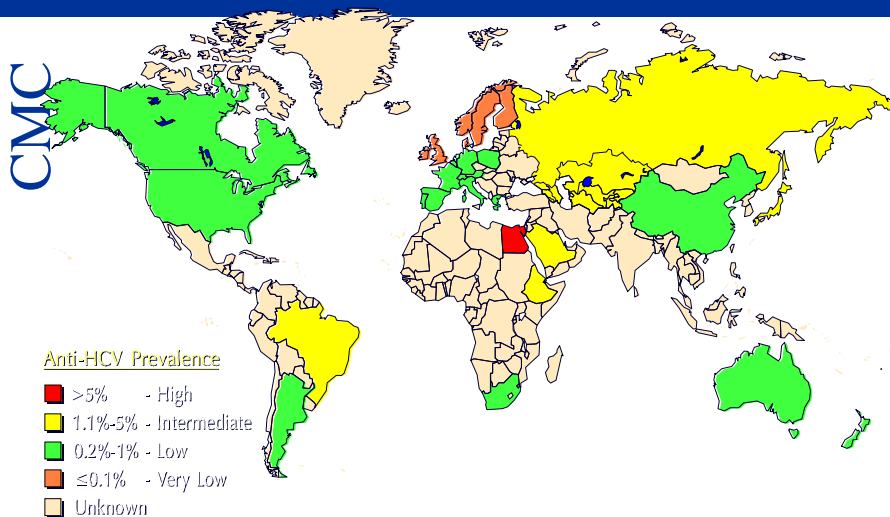 CMC
Anti-HCV Prevalence
>5% - High
1.1%-5% - Intermediate
0.2%-1% - Low
≤0.1% - Very Low
Unknown